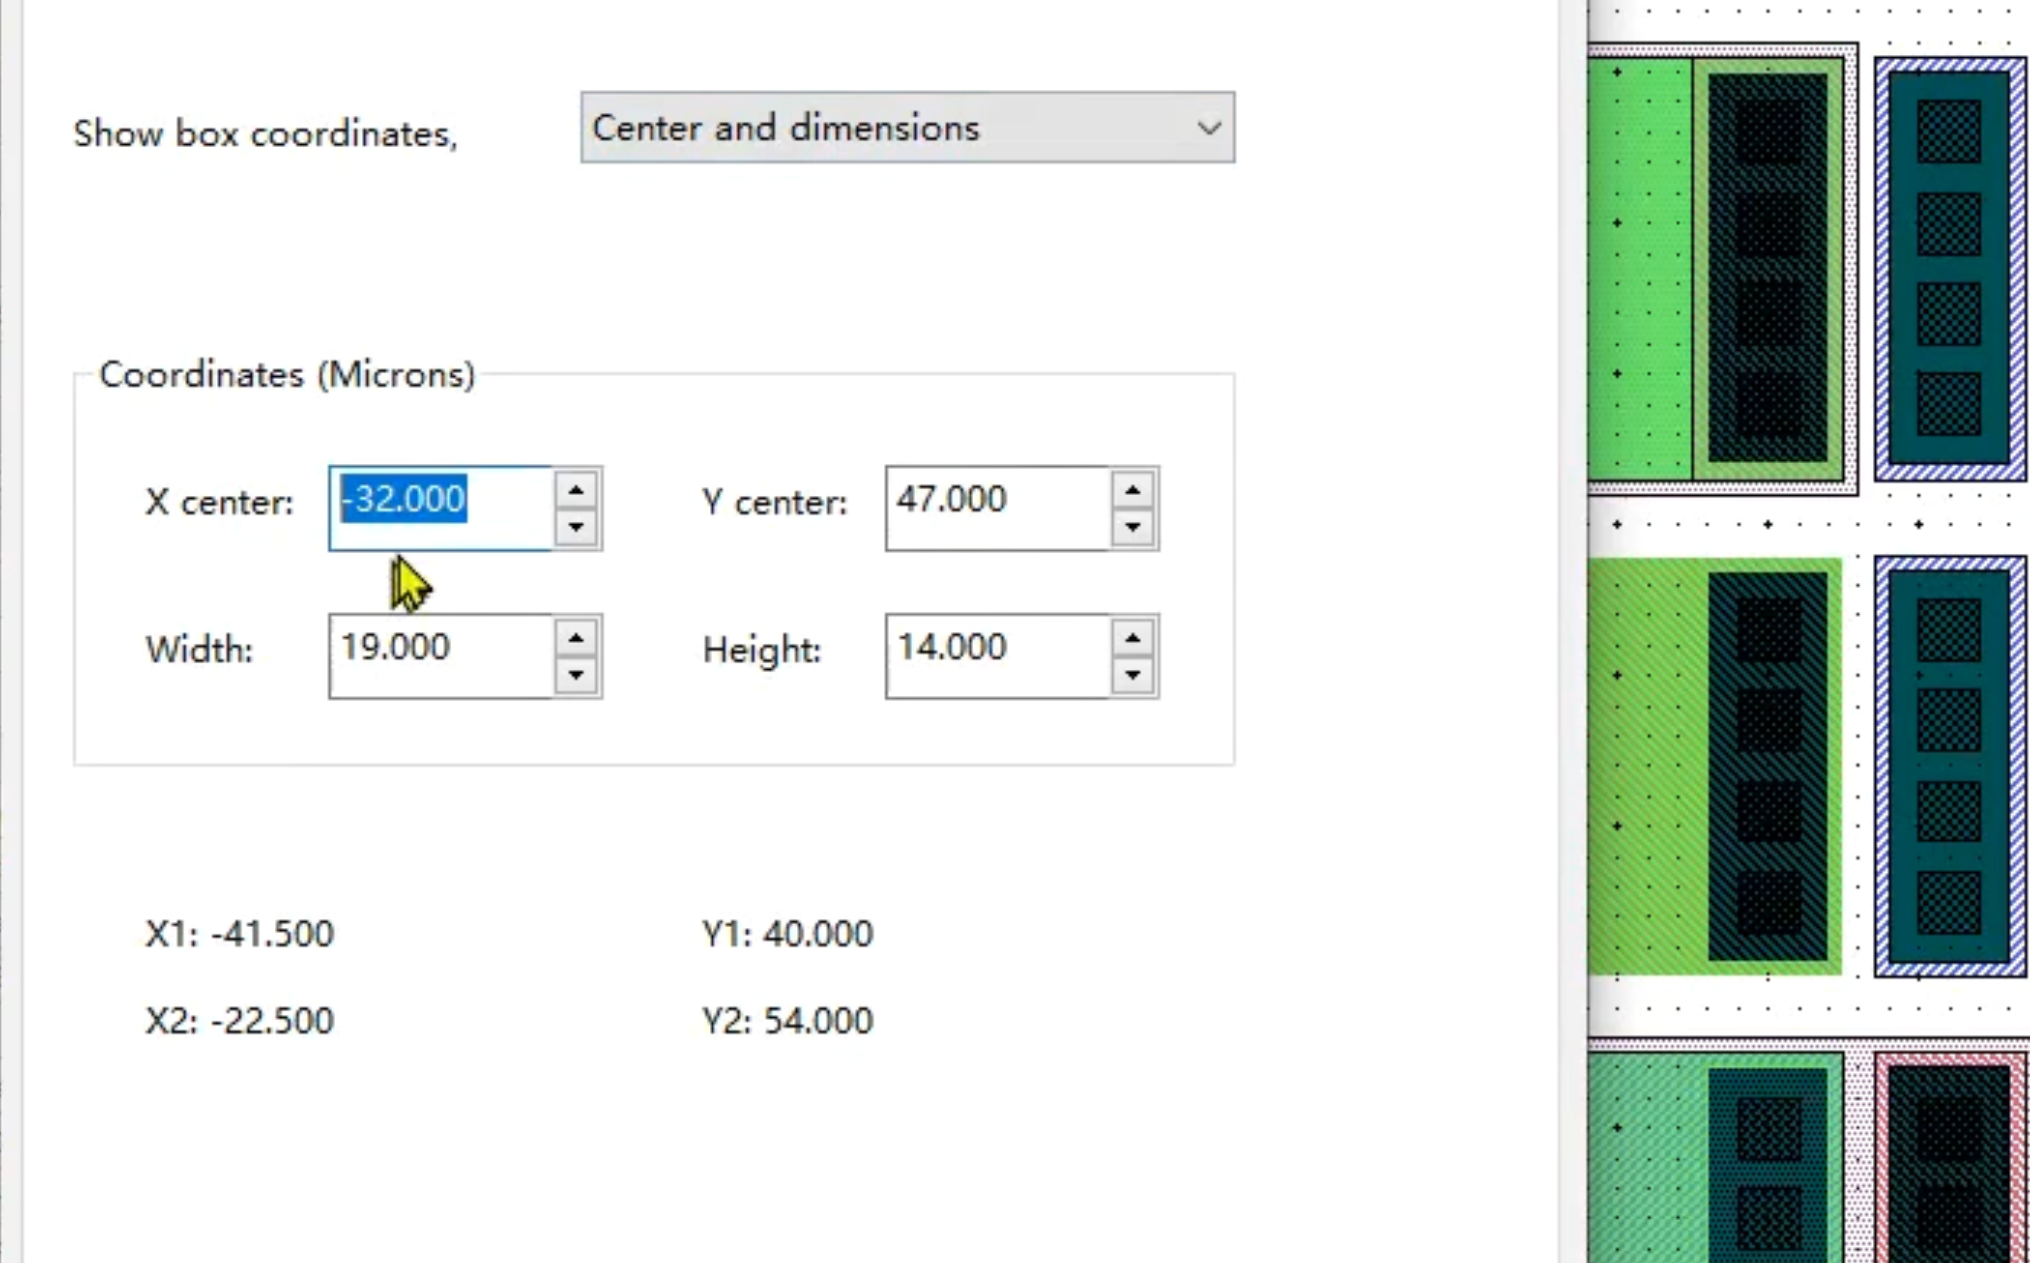 Show box coordinates,
Center and dimensions
Coordinates (Microns)
X center: -32.000 Y center: 47.000
Width: 19.000 Height: 14.000
X1: -41.500 Y1: 40.000
X2: -22.500 Y2: 54.000